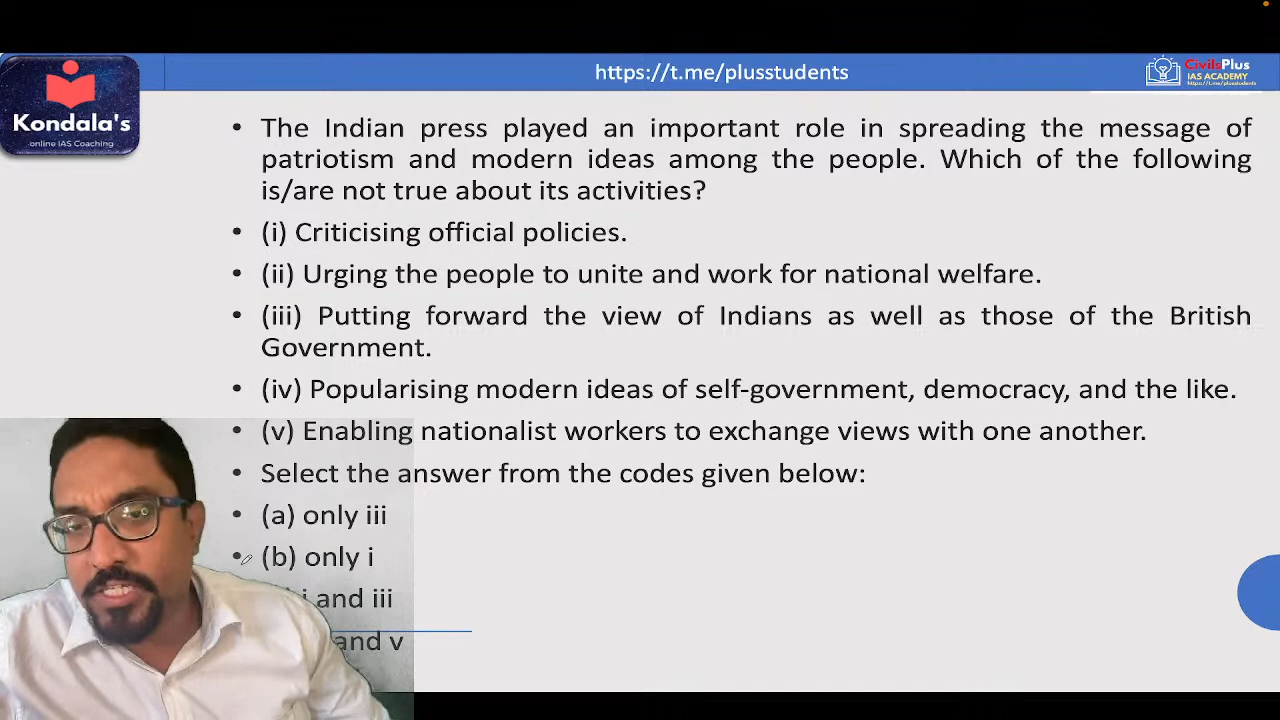 https://t.me/plusstudents
CivilsPlus
IAS ACADEMY
https://t.me/plusstudents
Kondala's
online IAS Coaching
• The Indian press played an important role in spreading the message of
patriotism and modern ideas among the people. Which of the following
is/are not true about its activities?
• (i) Criticising official policies.
• (ii) Urging the people to unite and work for national welfare.
• (iii) Putting forward the view of Indians as well as those of the British
Government.
• (iv) Popularising modern ideas of self-government, democracy, and the like.
• (v) Enabling nationalist workers to exchange views with one another.
• Select the answer from the codes given below:
• (a) only iii
• (b) only i
i and iii
and v